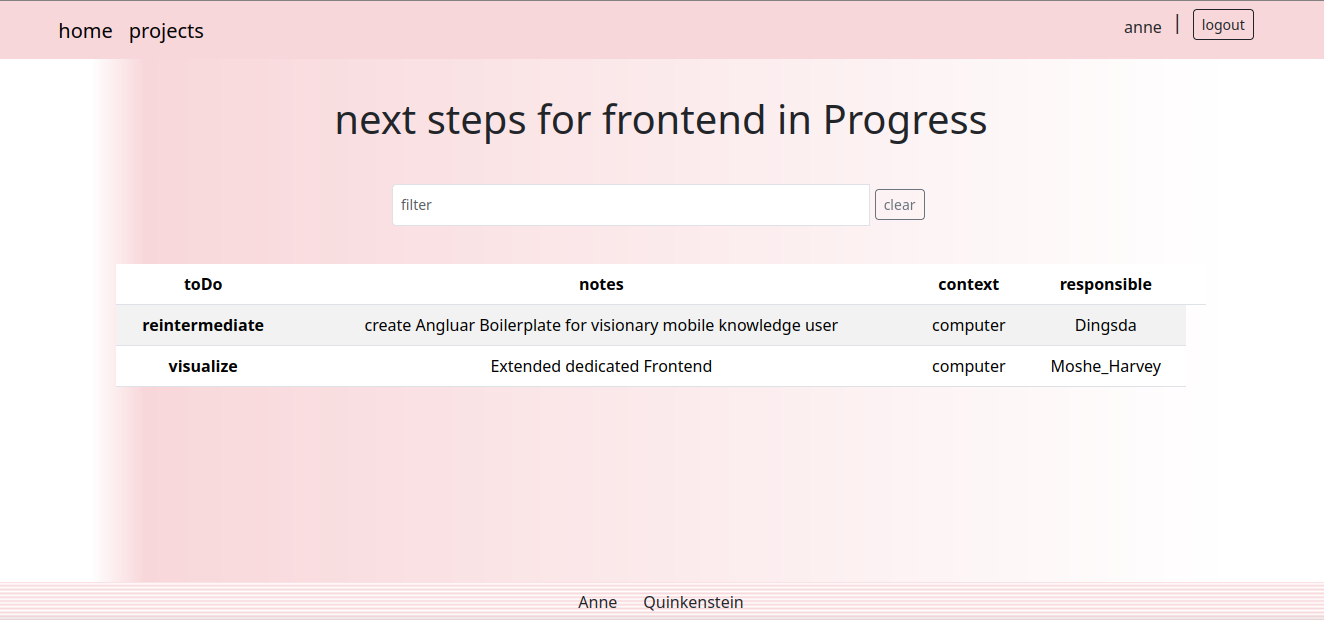 home projects anne | logout
next steps for frontend in Progress
filter clear
toDo notes context responsible
reintermediate create Angluar Boilerplate for visionary mobile knowledge user computer Dingsda
visualize Extended dedicated Frontend computer Moshe_Harvey
Anne Quinkenstein